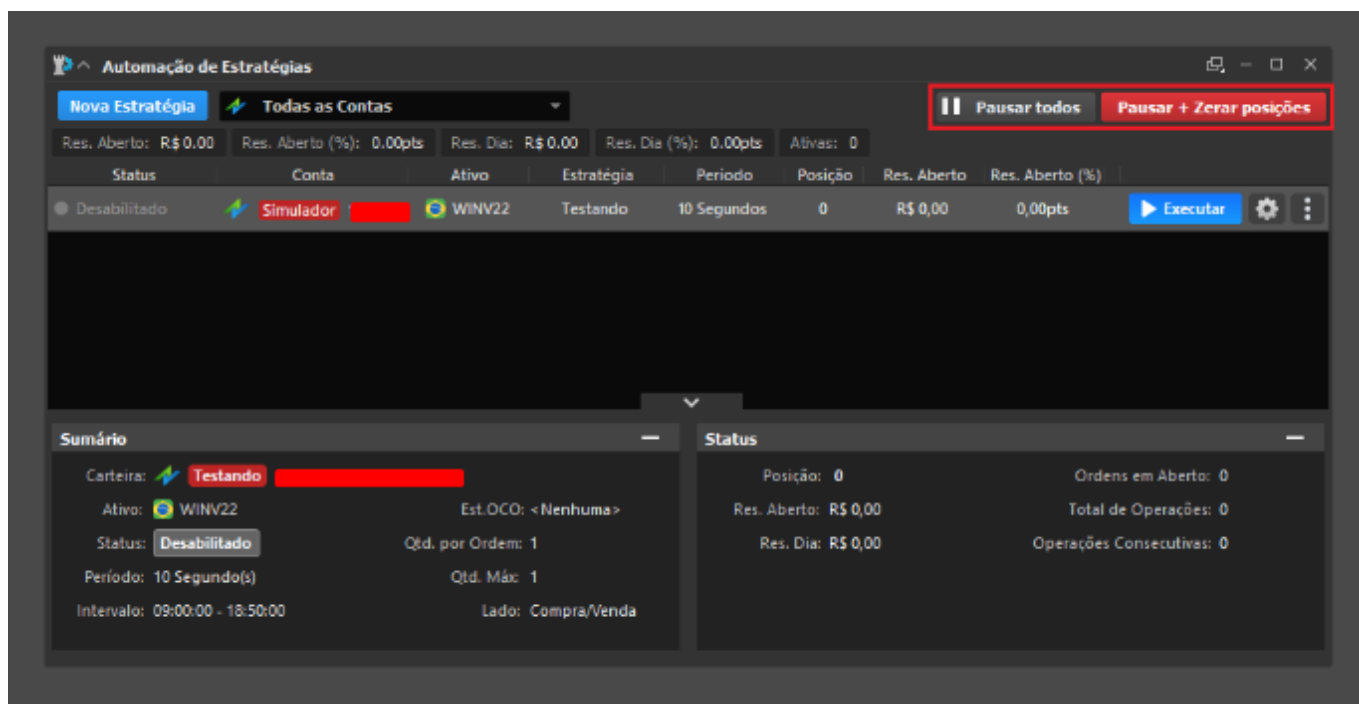 Automação de Estratégias
Nova Estratégia Todas as Contas Pausar todos Pausar + Zerar posições
Res. Aberto: R$0.00 Res. Aberto (%): 0.00pts Res. Dia: R$0.00 Res. Dia (%): 0.00pts Ativas: 0
Status Conta Ativo Estratégia Periodo Posição Res. Aberto Res. Aberto (%)
Desabilitado Simulador WINV22 Testando 10 Segundos 0 R$ 0,00 0,00pts Executar
Sumário
Carteira: Testando
Ativo: WINV22 Est.OCO: <Nenhuma>
Status: Desabilitado Qtd. por Ordem: 1
Período: 10 Segundo(s) Qtd. Máx: 1
Intervalo: 09:00:00 - 18:50:00 Lado: Compra/Venda
Status
Posição: 0 Ordens em Aberto: 0
Res. Aberto: R$ 0,00 Total de Operações: 0
Res. Dia: R$ 0,00 Operações Consecutivas: 0